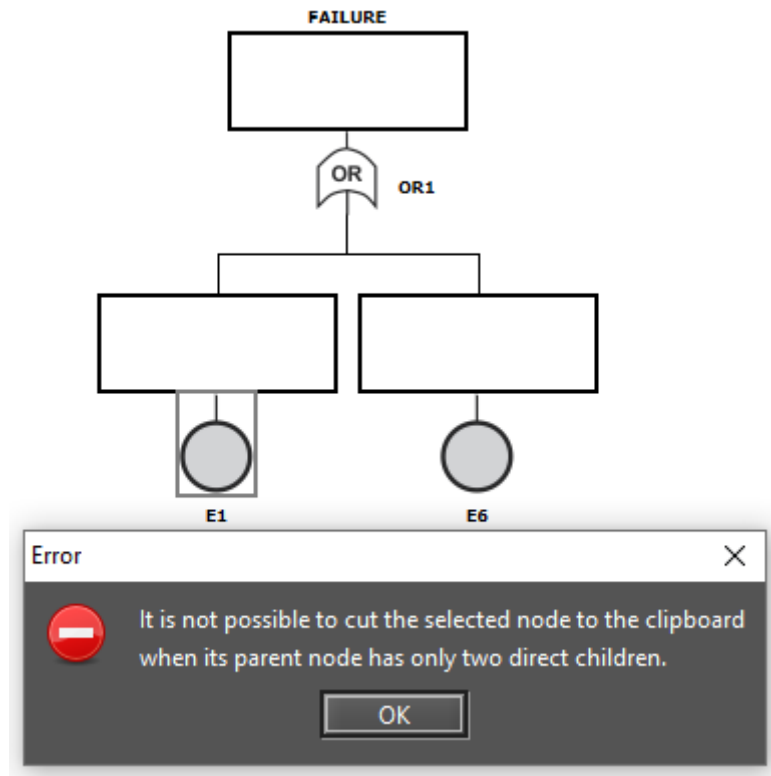 FAILURE
OR
OR1
E1
E6
Error
It is not possible to cut the selected node to the clipboard
when its parent node has only two direct children.
OK